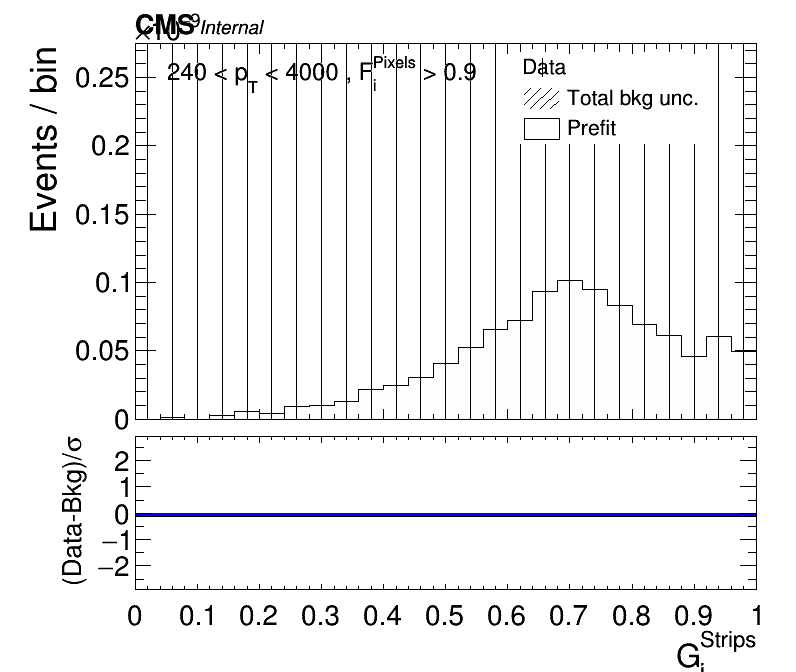 CMS Internal
×10⁻⁹
240 < p_T < 4000 , F_i^Pixels > 0.9
Data
Total bkg unc.
Prefit
Events / bin
0.25
0.2
0.15
0.1
0.05
0
(Data-Bkg)/σ
2
1
0
−1
−2
0 0.1 0.2 0.3 0.4 0.5 0.6 0.7 0.8 0.9 1
G_i^Strips